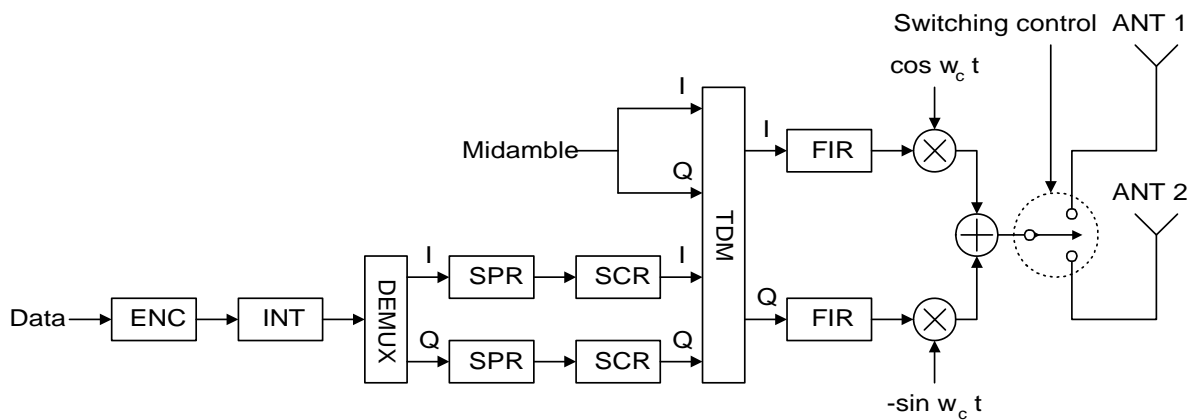 Switching control ANT 1
cos w_c t
I
I
FIR
Midamble
Q
TDM
ANT 2
I
I
SPR
SCR
Q
FIR
Data
ENC
INT
DEMUX
Q
SPR
SCR
Q
-sin w_c t